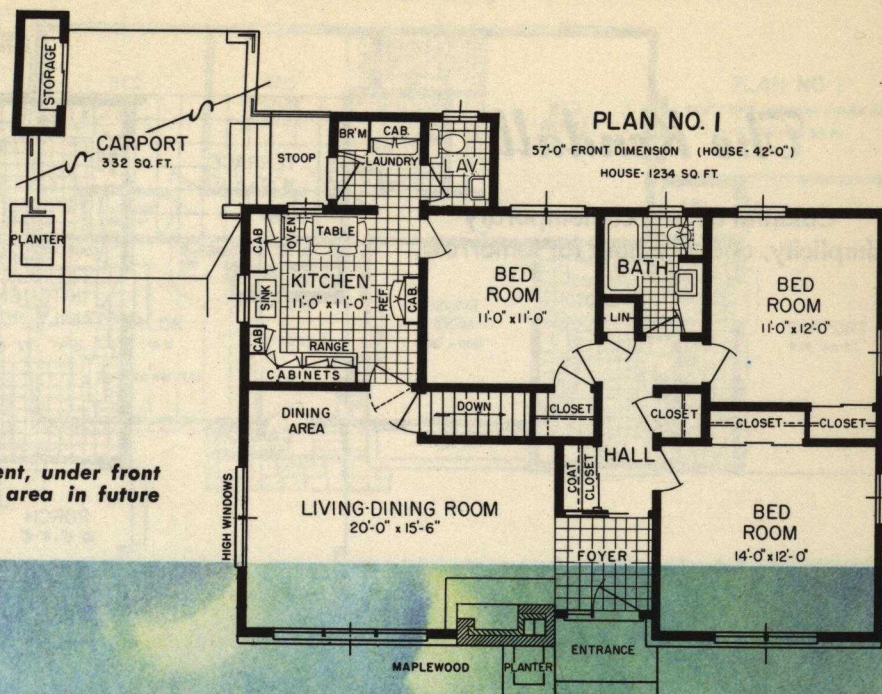 PLAN NO. 1
57'-0" FRONT DIMENSION (HOUSE- 42'-0")
HOUSE- 1234 SQ. FT.
STORAGE
CARPORT
332 SQ. FT.
PLANTER
STOOP
BR'M
CAB.
LAUNDRY
LAV.
CAB
OVEN
TABLE
KITCHEN
11'-0" x 11'-0"
SINK
REF.
CAB.
CAB
RANGE
CABINETS
BED
ROOM
11'-0" x 11'-0"
BATH
LIN
BED
ROOM
11'-0" x 12'-0"
DINING
AREA
DOWN
CLOSET
CLOSET
CLOSET
CLOSET
HALL
COAT
CLOSET
ent, under front
area in future
HIGH WINDOWS
LIVING-DINING ROOM
20'-0" x 15'-6"
FOYER
BED
ROOM
14'-0" x 12'-0"
ENTRANCE
MAPLEWOOD
PLANTER